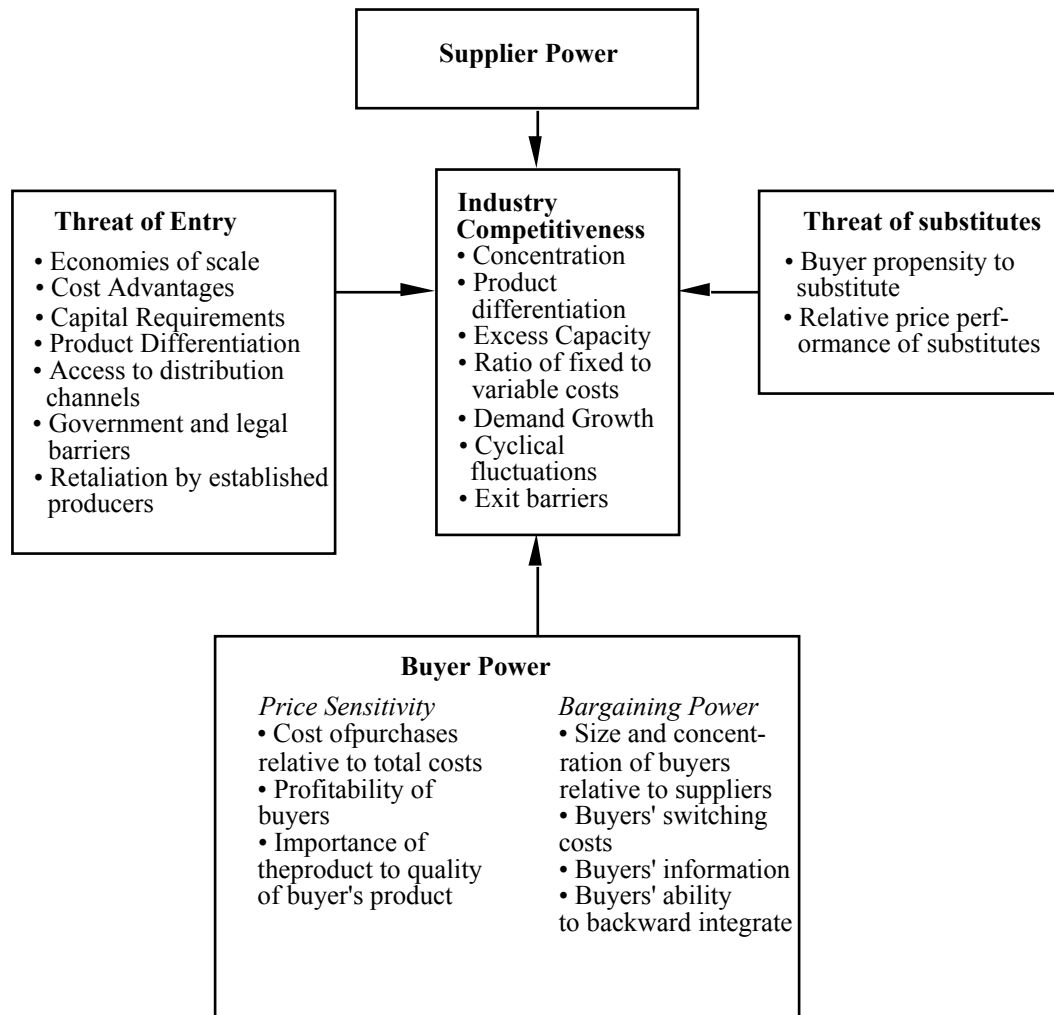 Supplier Power
Threat of Entry
• Economies of scale
• Cost Advantages
• Capital Requirements
• Product Differentiation
• Access to distribution
channels
• Government and legal
barriers
• Retaliation by established
producers
Industry
Competitiveness
• Concentration
• Product
differentiation
• Excess Capacity
• Ratio of fixed to
variable costs
• Demand Growth
• Cyclical
fluctuations
• Exit barriers
Threat of substitutes
• Buyer propensity to
substitute
• Relative price perf-
ormance of substitutes
Buyer Power
Price Sensitivity
• Cost ofpurchases
relative to total costs
• Profitability of
buyers
• Importance of
theproduct to quality
of buyer's product
Bargaining Power
• Size and concent-
ration of buyers
relative to suppliers
• Buyers' switching
costs
• Buyers' information
• Buyers' ability
to backward integrate